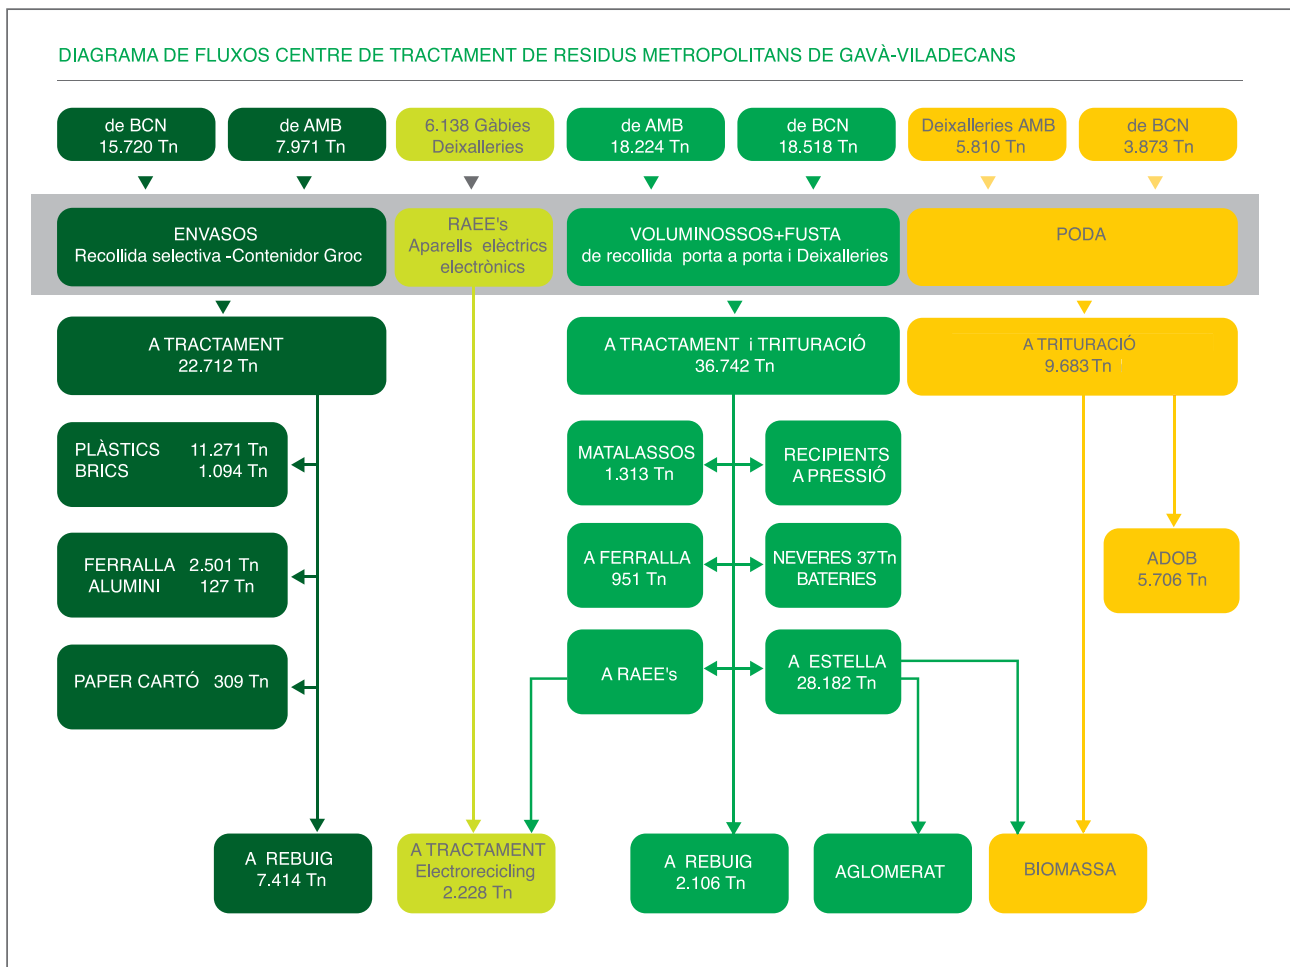 DIAGRAMA DE FLUXOS CENTRE DE TRACTAMENT DE RESIDUS METROPOLITANS DE GAVÀ-VILADECANS
de BCN
15.720 Tn
de AMB
7.971 Tn
6.138 Gàbies
Deixalleries
de AMB
18.224 Tn
de BCN
18.518 Tn
Deixalleries AMB
5.810 Tn
de BCN
3.873 Tn
ENVASOS
Recollida selectiva -Contenidor Groc
RAEE's
Aparells elèctrics
electrònics
VOLUMINOSSOS+FUSTA
de recollida porta a porta i Deixalleries
PODA
A TRACTAMENT
22.712 Tn
A TRACTAMENT i TRITURACIÓ
36.742 Tn
A TRITURACIÓ
9.683 Tn
PLÀSTICS 11.271 Tn
BRICS 1.094 Tn
MATALASSOS
1.313 Tn
RECIPIENTS
A PRESSIÓ
FERRALLA 2.501 Tn
ALUMINI 127 Tn
A FERRALLA
951 Tn
NEVERES 37 Tn
BATERIES
ADOB
5.706 Tn
PAPER CARTÓ 309 Tn
A RAEE's
A ESTELLA
28.182 Tn
A REBUIG
7.414 Tn
A TRACTAMENT
Electrorecicling
2.228 Tn
A REBUIG
2.106 Tn
AGLOMERAT
BIOMASSA